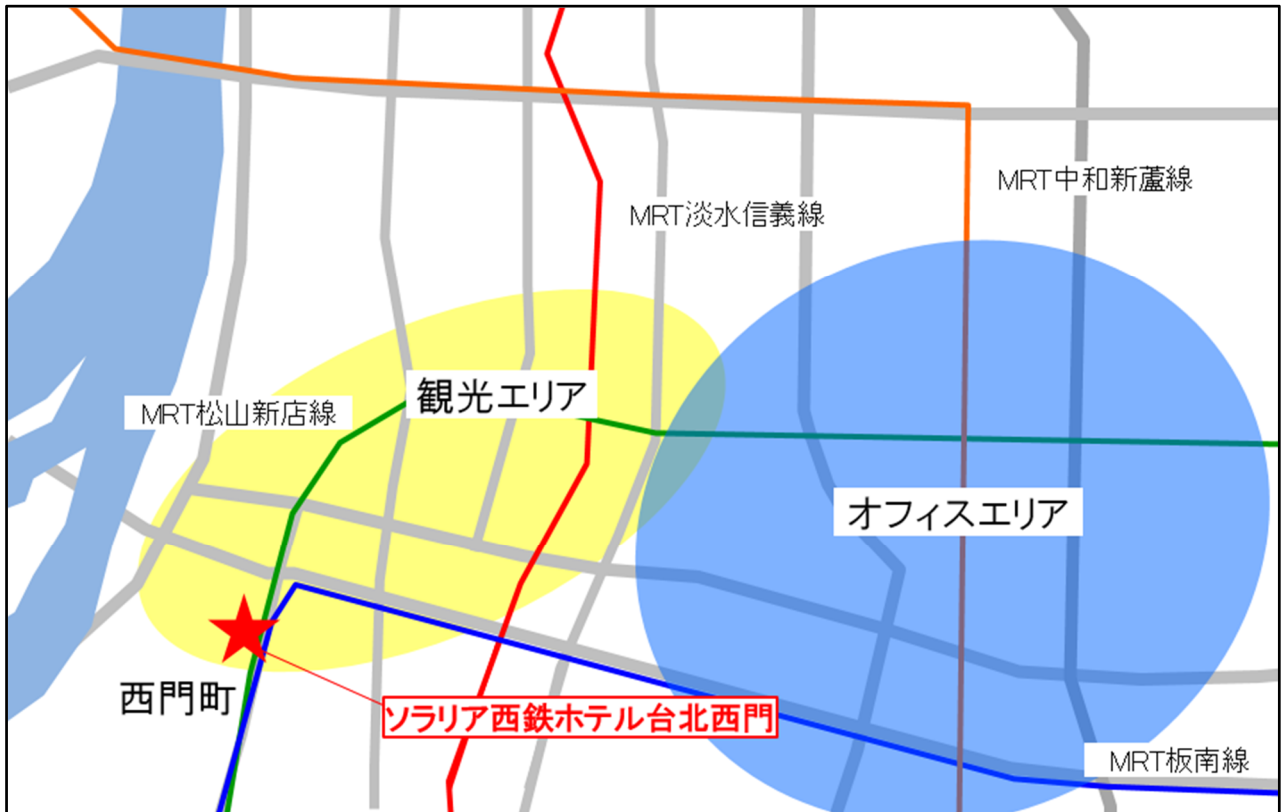 MRT中和新蘆線
MRT淡水信義線
観光エリア
MRT松山新店線
オフィスエリア
西門町
ソラリア西鉄ホテル台北西門
MRT板南線